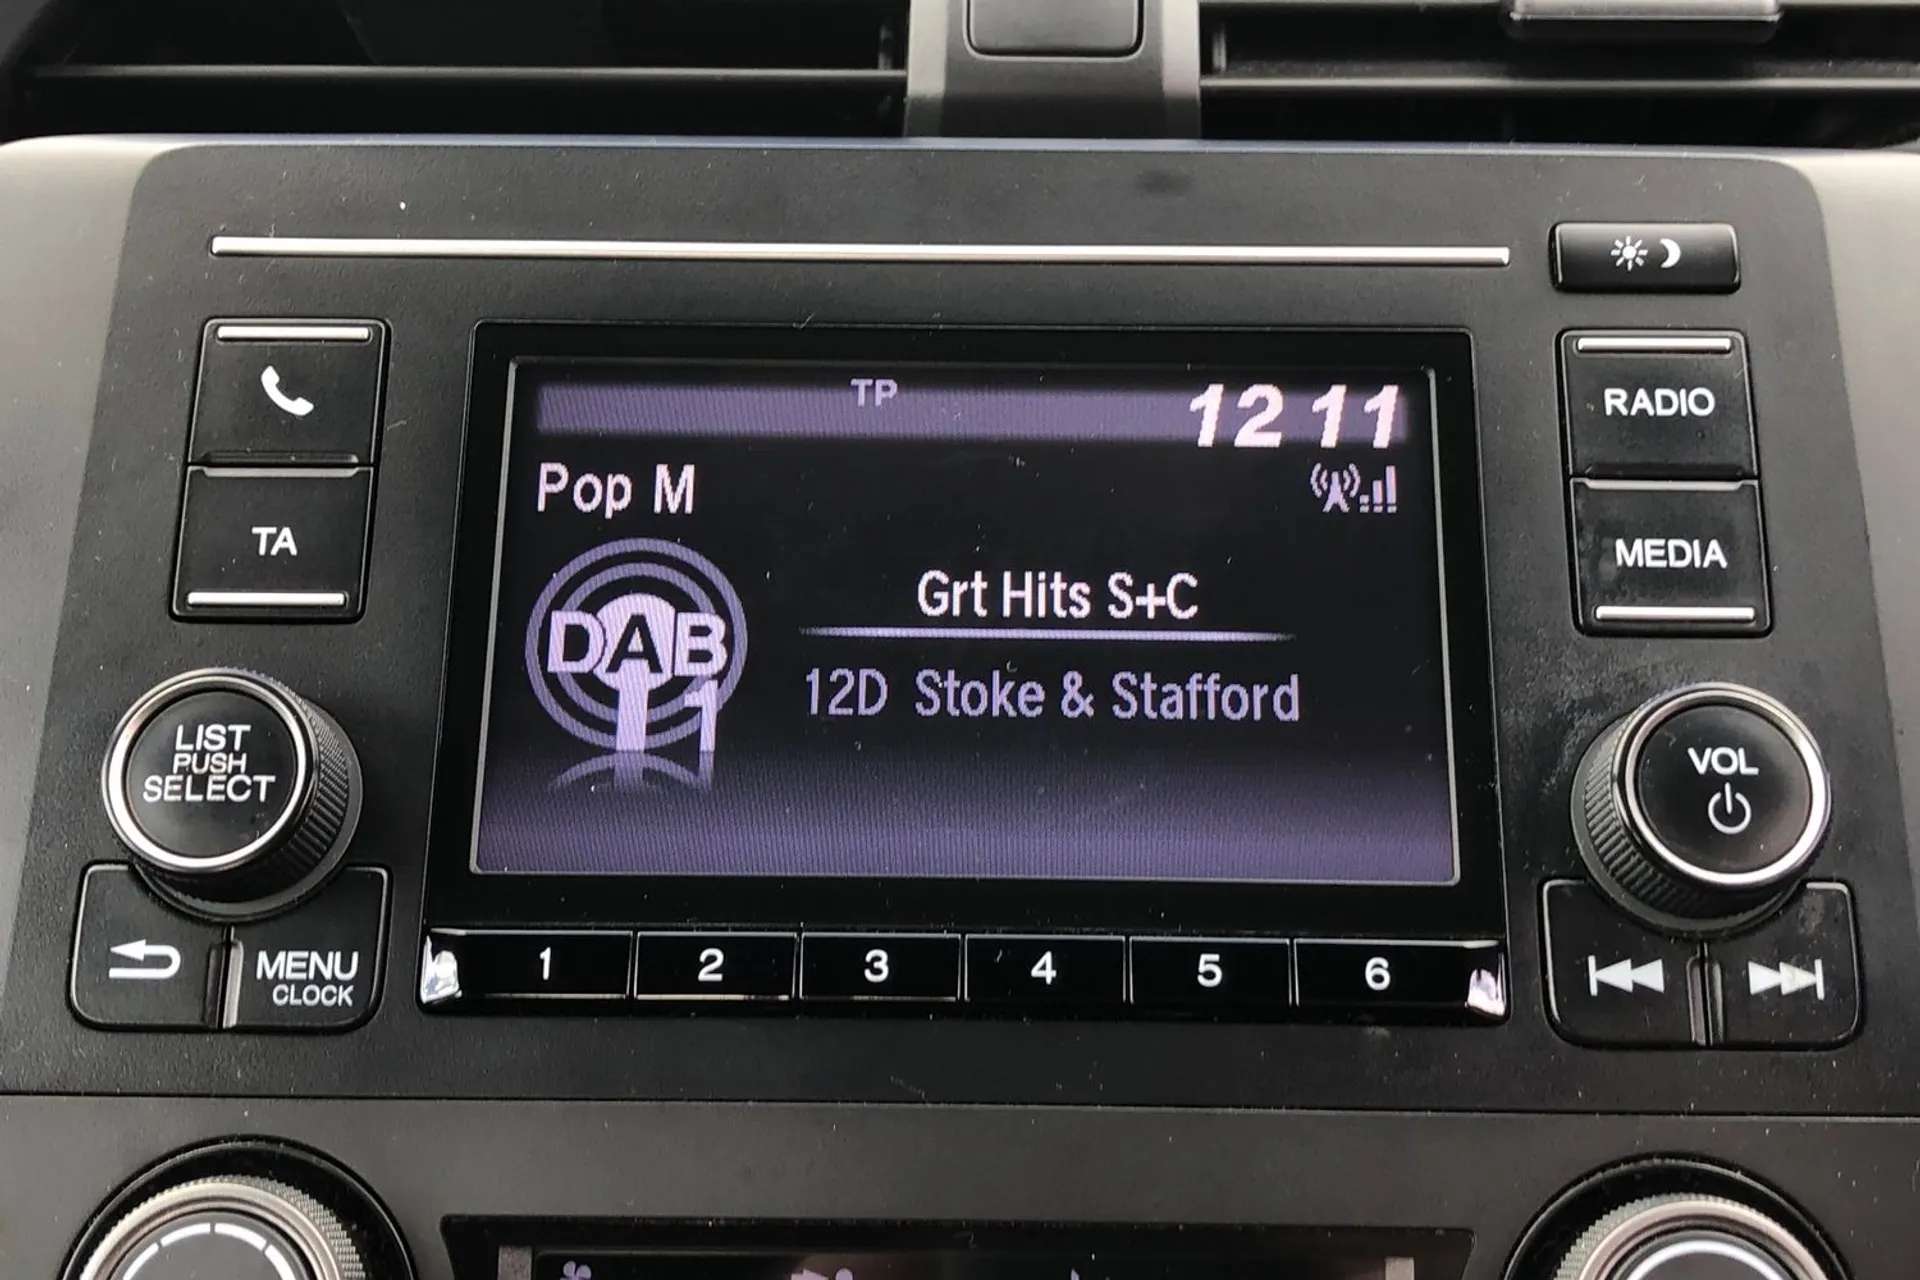 TP 12 11
Pop M
Grt Hits S+C
DAB
1
12D Stoke & Stafford
TA
LIST
PUSH
SELECT
MENU
CLOCK
1 2 3 4 5 6
RADIO
MEDIA
VOL